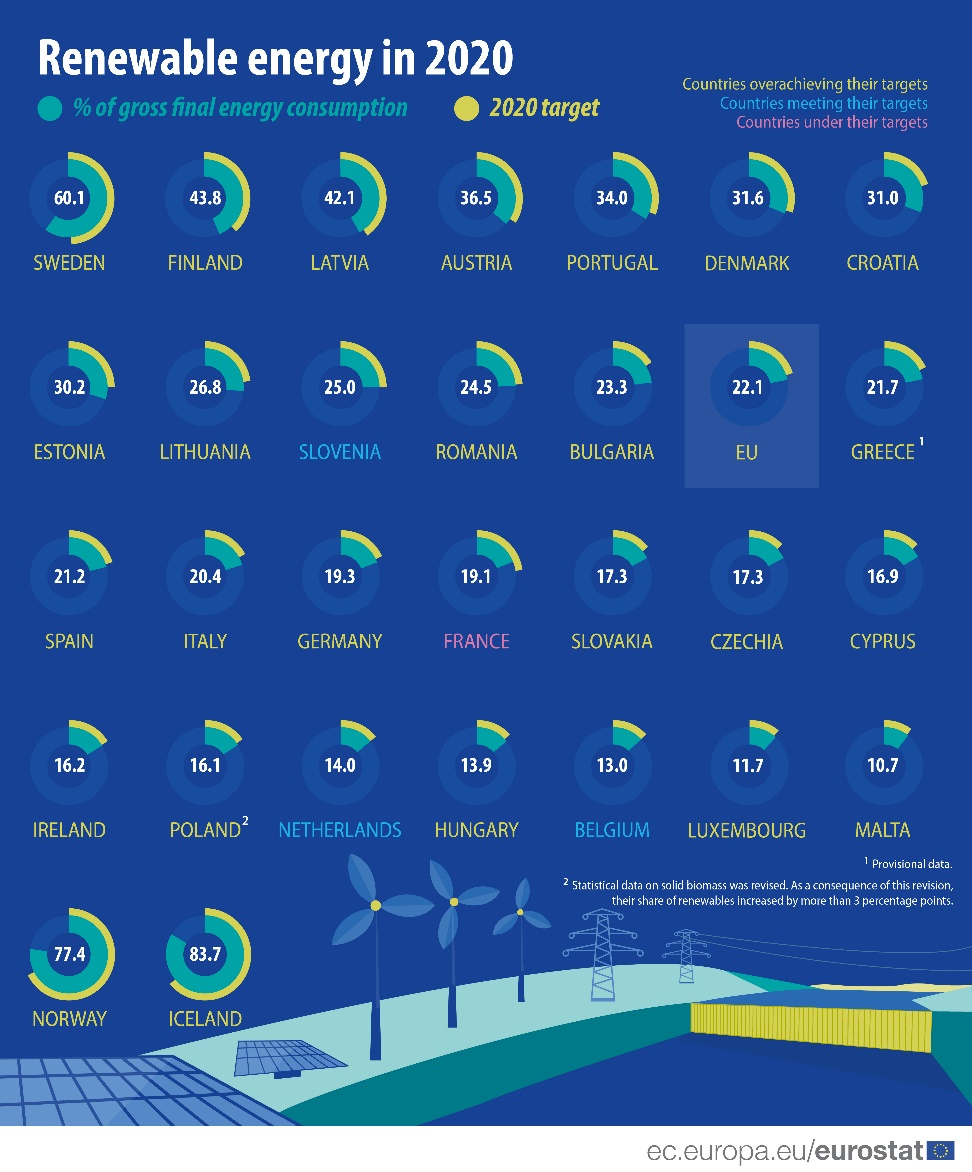 Renewable energy in 2020
% of gross final energy consumption
2020 target
Countries overachieving their targets
Countries meeting their targets
Countries under their targets
60.1 43.8 42.1 36.5 34.0 31.6 31.0
SWEDEN FINLAND LATVIA AUSTRIA PORTUGAL DENMARK CROATIA
30.2 26.8 25.0 24.5 23.3 22.1 21.7
ESTONIA LITHUANIA SLOVENIA ROMANIA BULGARIA EU GREECE 1
21.2 20.4 19.3 19.1 17.3 17.3 16.9
SPAIN ITALY GERMANY FRANCE SLOVAKIA CZECHIA CYPRUS
16.2 16.1 14.0 13.9 13.0 11.7 10.7
IRELAND POLAND2 NETHERLANDS HUNGARY BELGIUM LUXEMBOURG MALTA
1 Provisional data.
2 Statistical data on solid biomass was revised. As a consequence of this revision,
their share of renewables increased by more than 3 percentage points.
77.4 83.7
NORWAY ICELAND
ec.europa.eu/eurostat